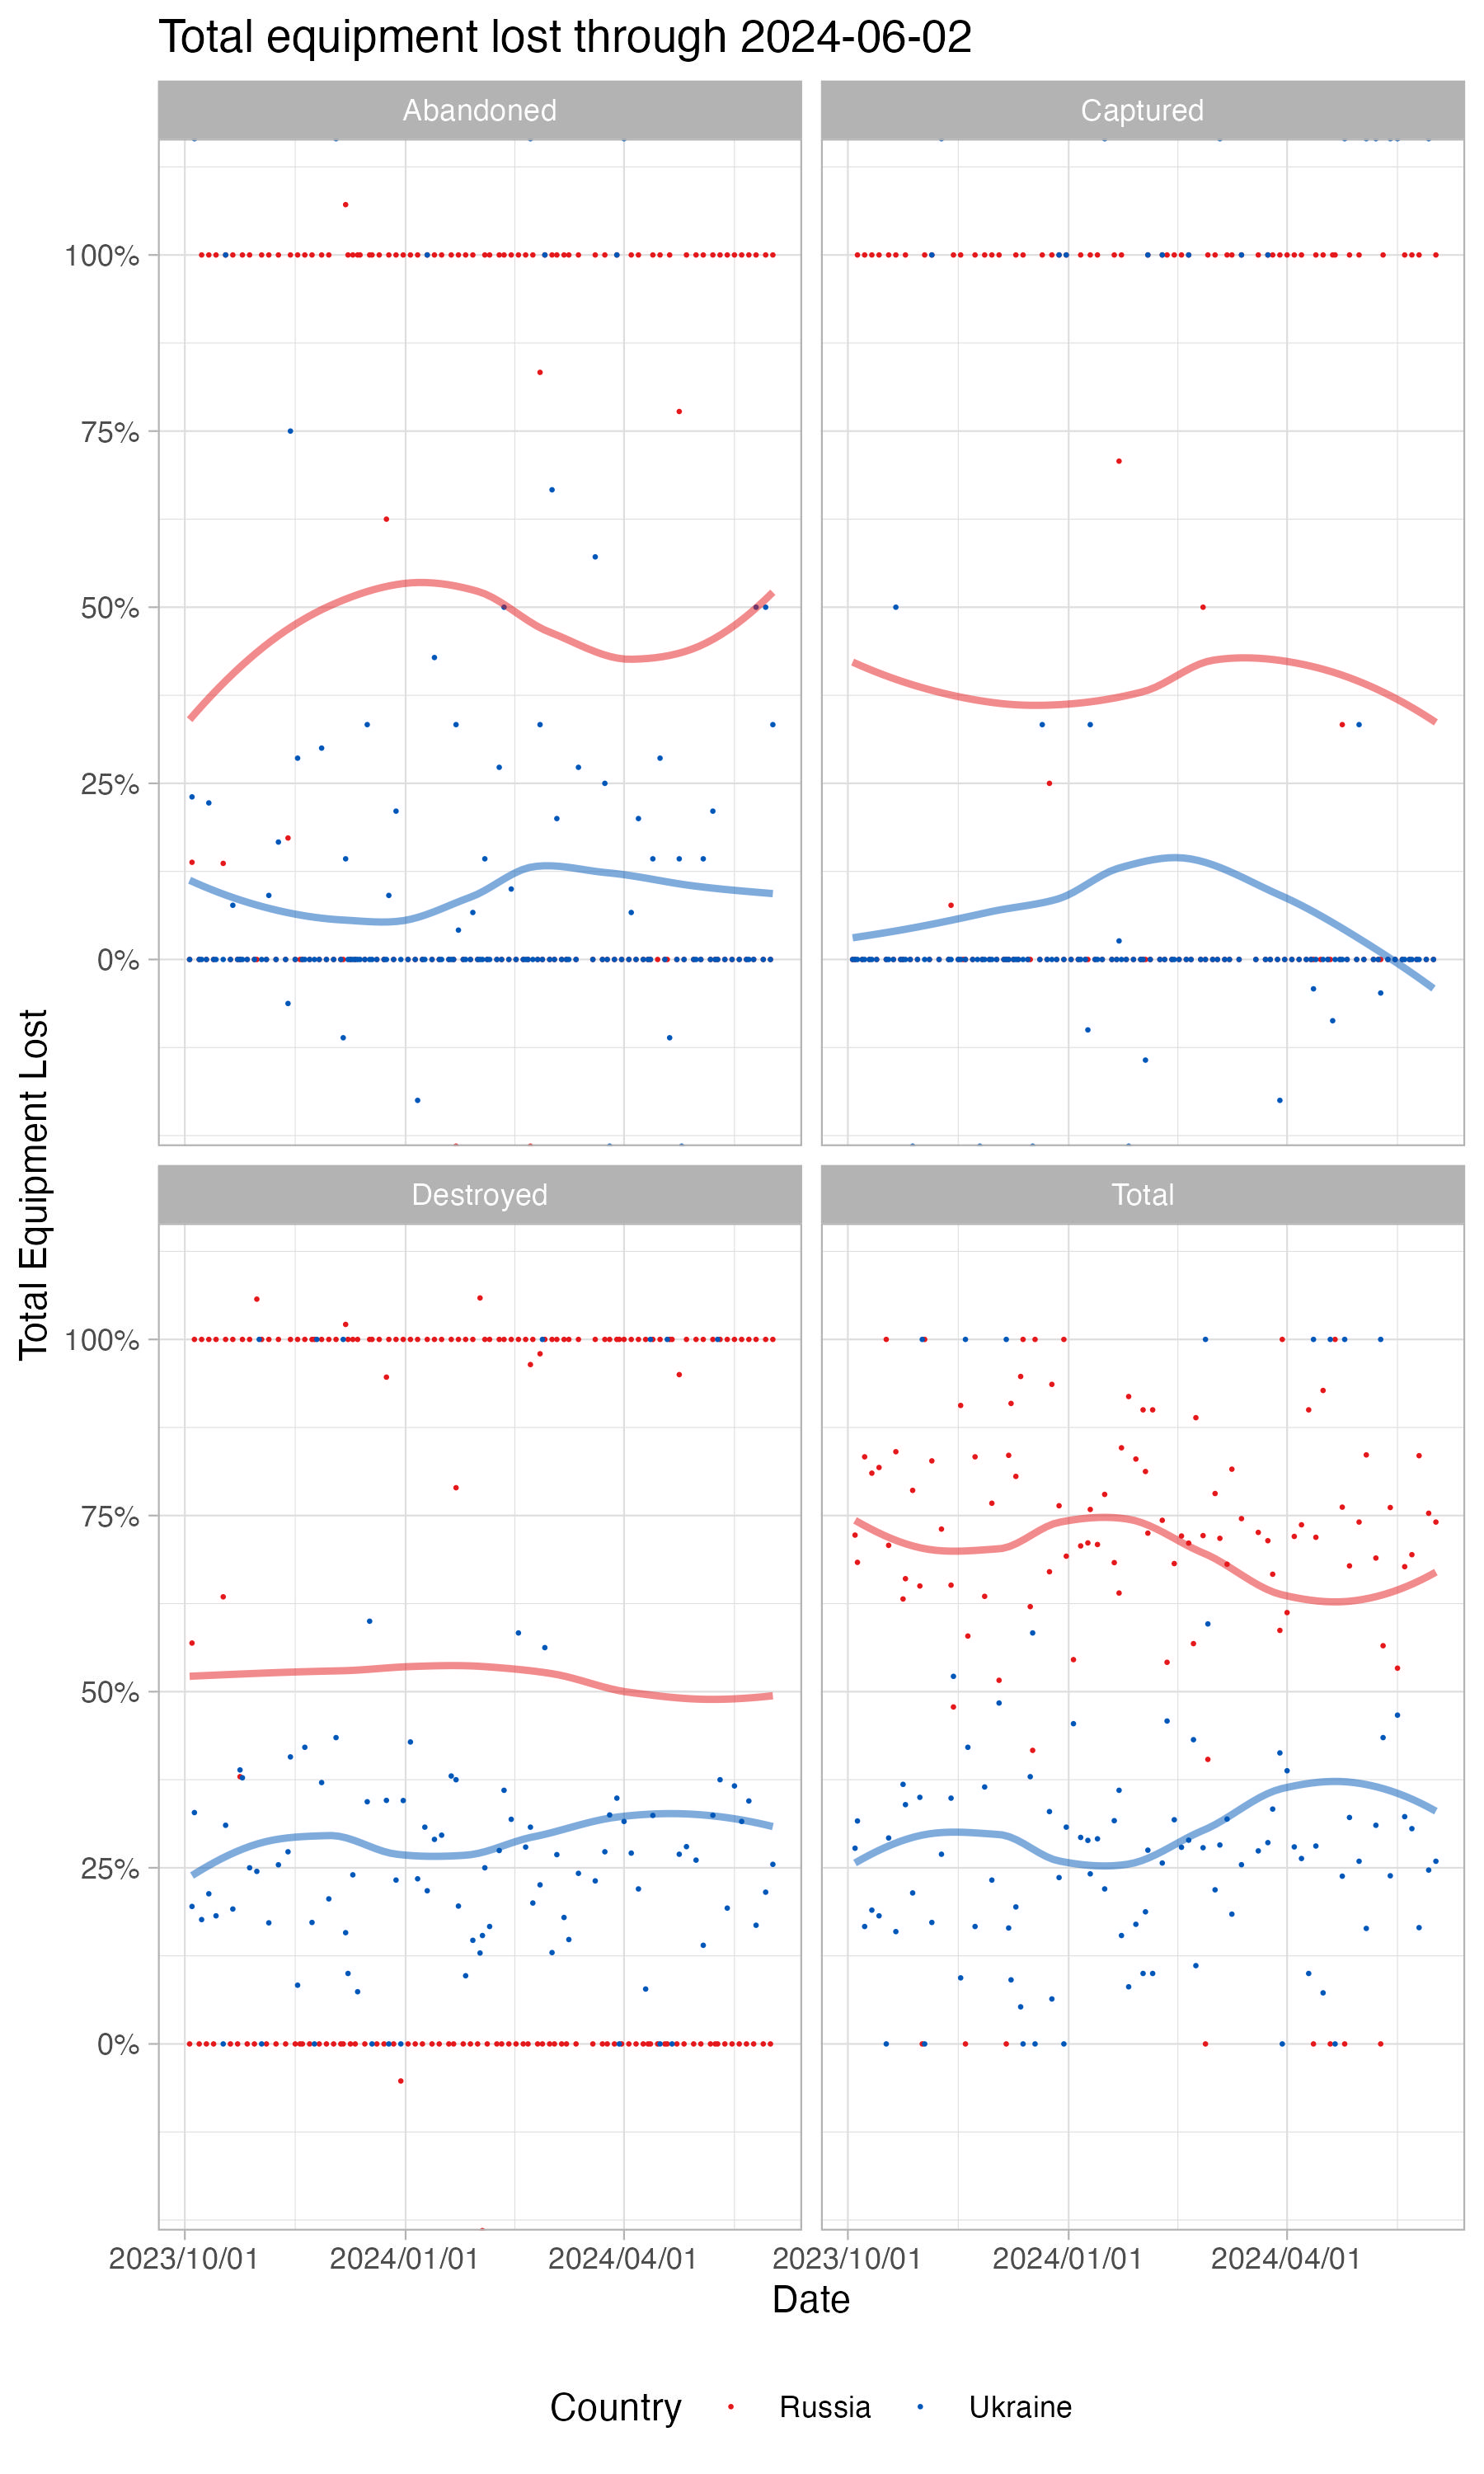 Total equipment lost through 2024-06-02
Abandoned
Captured
100%
75%
50%
25%
0%
Total Equipment Lost
Destroyed
Total
100%
75%
50%
25%
0%
2023/10/01
2024/01/01
2024/04/01
2023/10/01
2024/01/01
2024/04/01
Date
Country
Russia
Ukraine